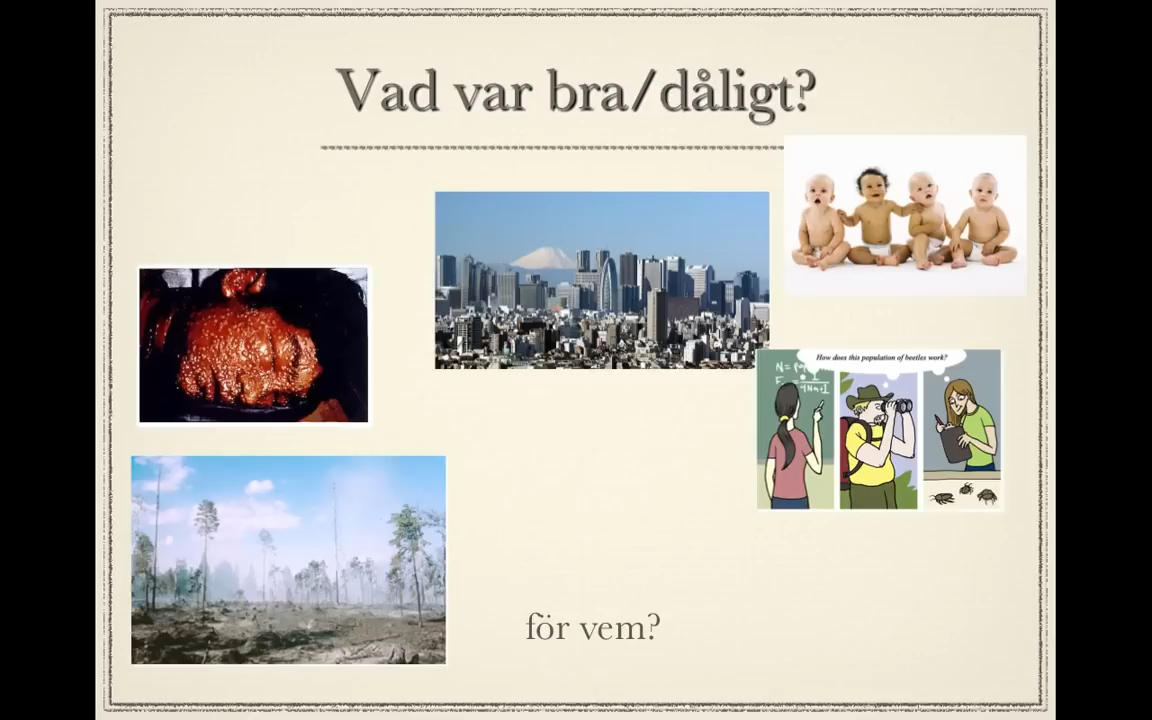 Vad var bra/dåligt?
How does this population of beetles work?
för vem?